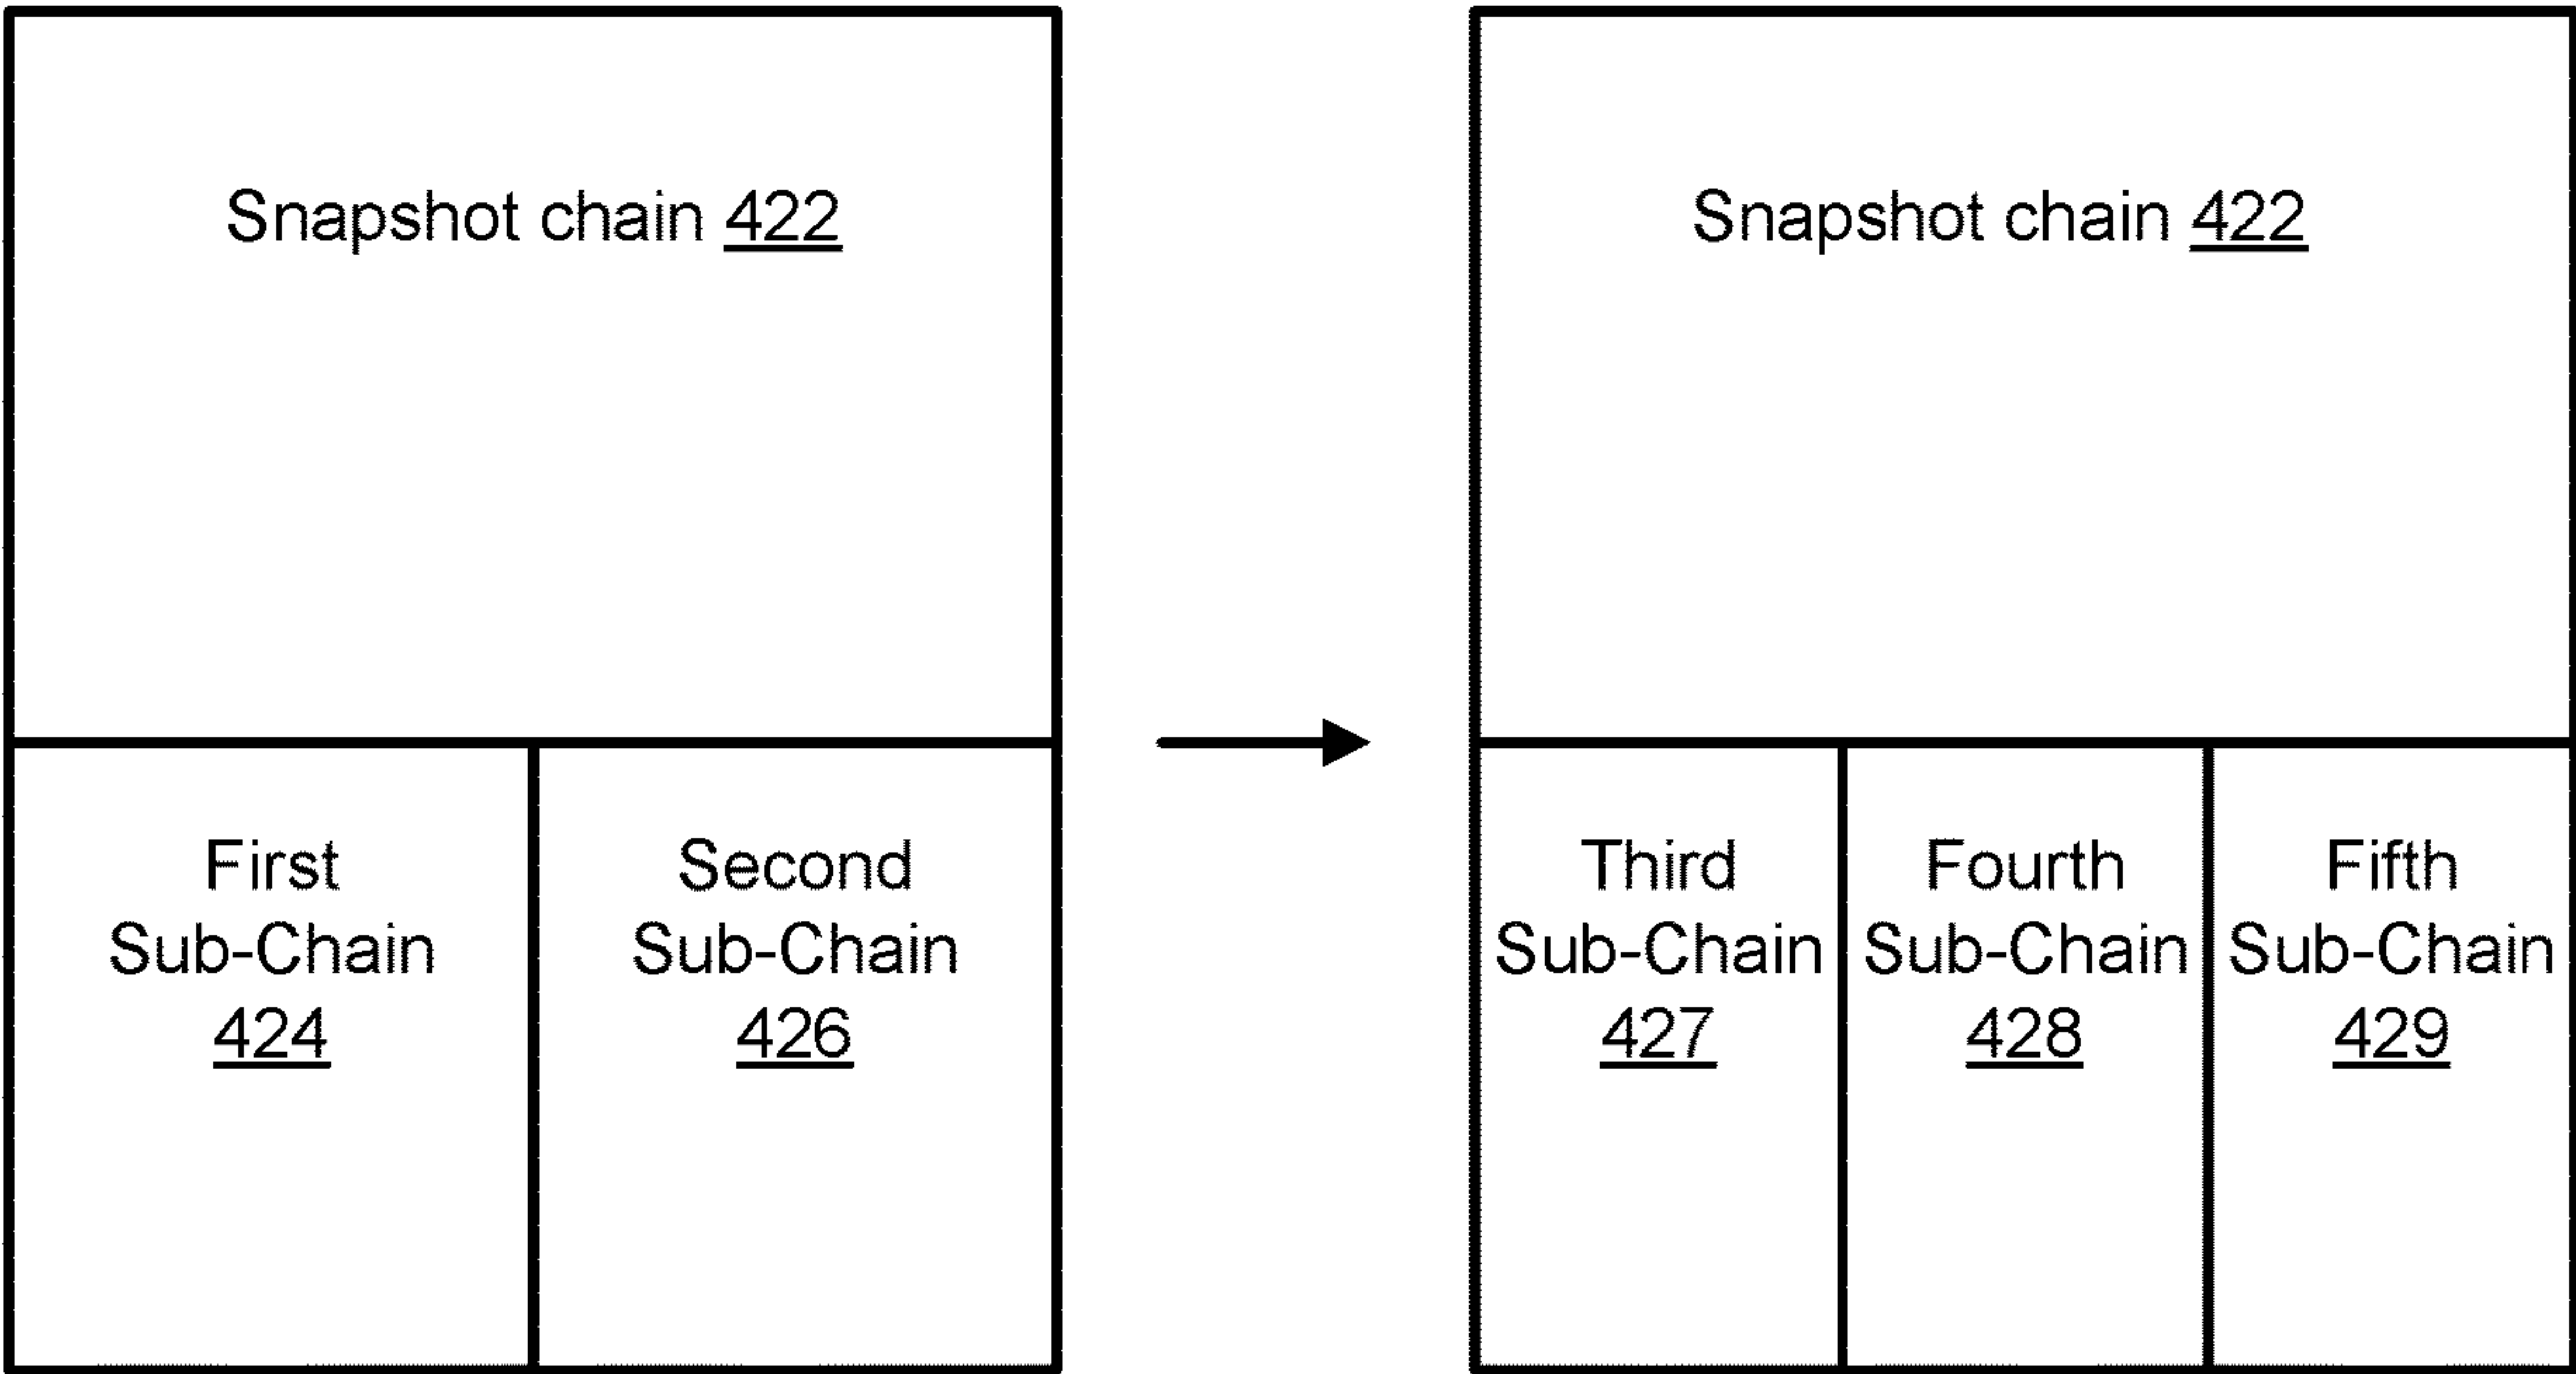 Snapshot chain 422
First
Sub-Chain
424
Second
Sub-Chain
426
Snapshot chain 422
Third
Sub-Chain
427
Fourth
Sub-Chain
428
Fifth
Sub-Chain
429